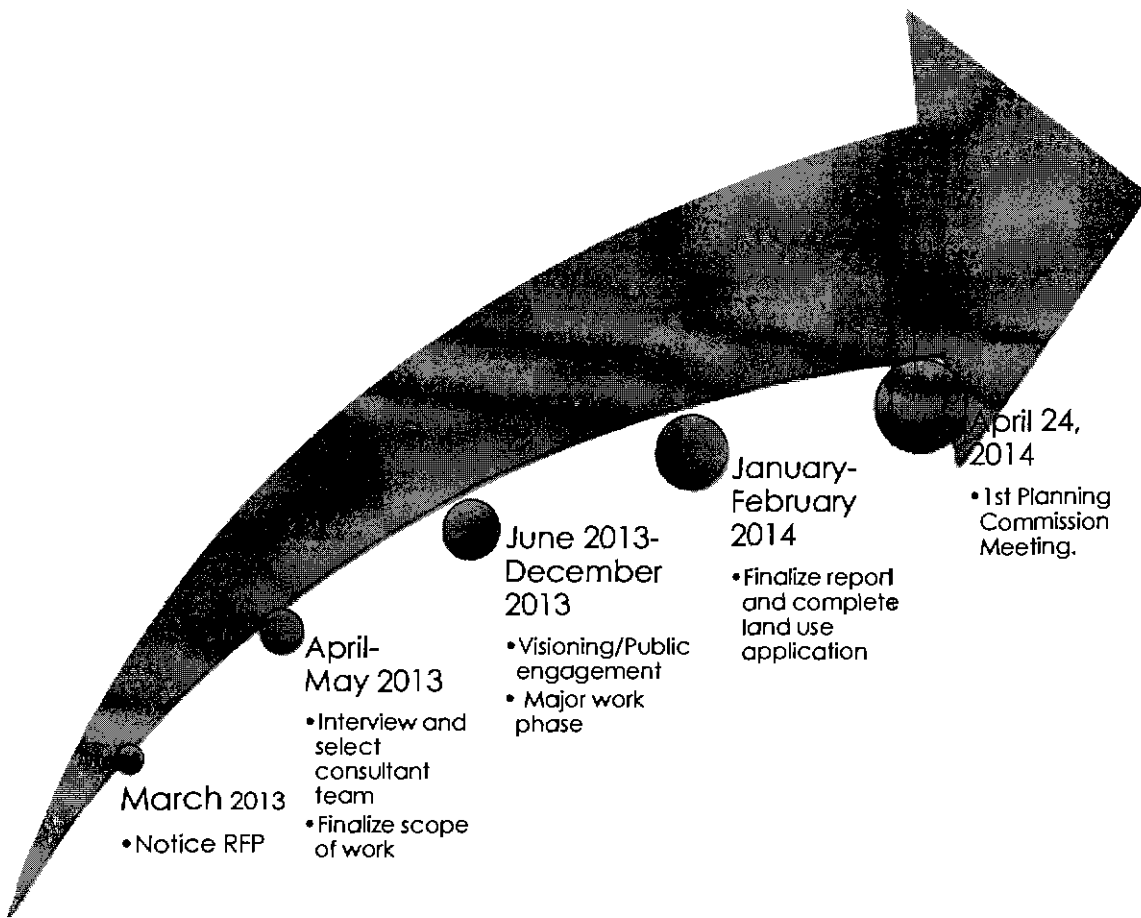 March 2013
•Notice RFP
April-
May 2013
•Interview and
select
consultant
team
•Finalize scope
of work
June 2013-
December
2013
•Visioning/Public
engagement
• Major work
phase
January-
February
2014
•Finalize report
and complete
land use
application
April 24,
2014
•1st Planning
Commission
Meeting.